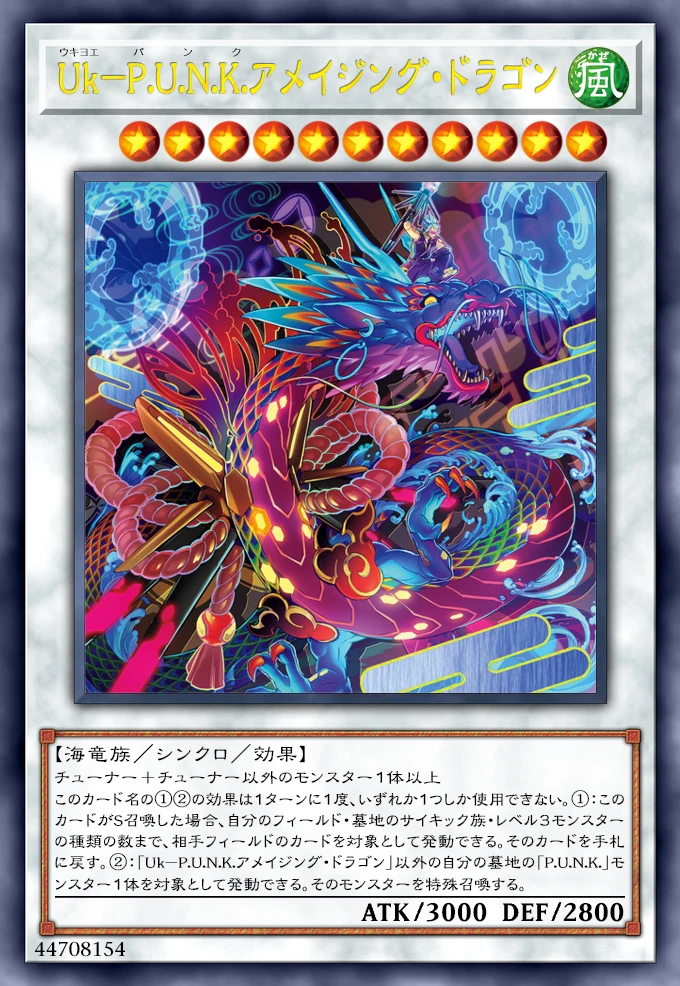 ウキヨエ パンク
Uk－P.U.N.K.アメイジング・ドラゴン
かぜ
風
【海竜族／シンクロ／効果】
チューナー＋チューナー以外のモンスター１体以上
このカード名の①②の効果は１ターンに１度、いずれか１つしか使用できない。①：この
カードがS召喚した場合、自分のフィールド・墓地のサイキック族・レベル３モンスター
の種類の数まで、相手フィールドのカードを対象として発動できる。そのカードを手札
に戻す。②：「Uk－P.U.N.K.アメイジング・ドラゴン」以外の自分の墓地の「P.U.N.K.」モ
ンスター１体を対象として発動できる。そのモンスターを特殊召喚する。
ATK/3000 DEF/2800
44708154